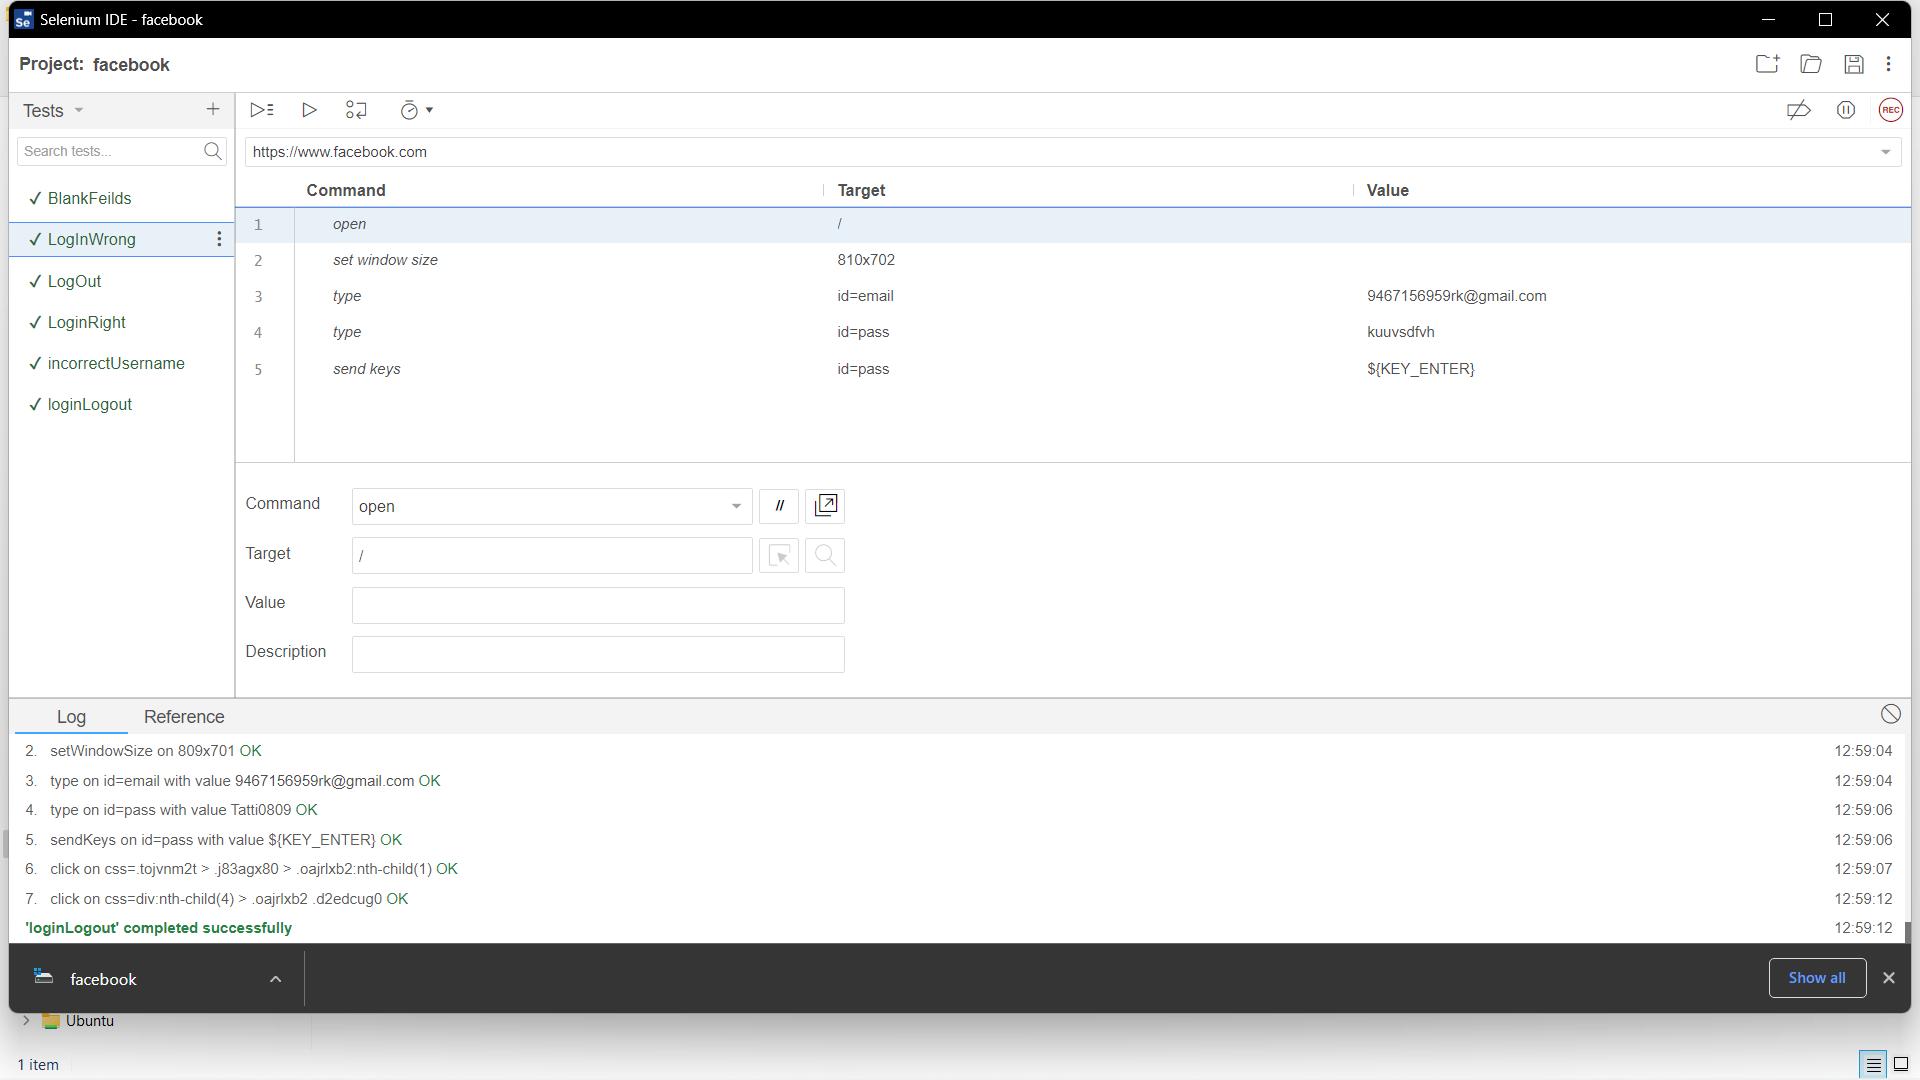 Selenium IDE - facebook
Project: facebook
Tests
Search tests...
https://www.facebook.com
Command Target Value
✓ BlankFeilds
✓ LogInWrong
✓ LogOut
✓ LoginRight
✓ incorrectUsername
✓ loginLogout
1 open /
2 set window size 810x702
3 type id=email 9467156959rk@gmail.com
4 type id=pass kuuvsdfvh
5 send keys id=pass ${KEY_ENTER}
REC
Command open //
Target /
Value
Description
Log Reference
2. setWindowSize on 809x701 OK 12:59:04
3. type on id=email with value 9467156959rk@gmail.com OK 12:59:04
4. type on id=pass with value Tatti0809 OK 12:59:06
5. sendKeys on id=pass with value ${KEY_ENTER} OK 12:59:06
6. click on css=.tojvnm2t > .j83agx80 > .oajrlxb2:nth-child(1) OK 12:59:07
7. click on css=div:nth-child(4) > .oajrlxb2 .d2edcug0 OK 12:59:12
'loginLogout' completed successfully 12:59:12
facebook Show all
Ubuntu
1 item